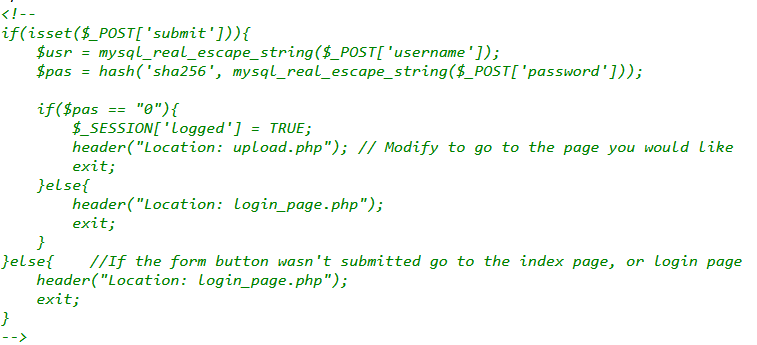 <!--
if(isset($_POST['submit'])){
    $usr = mysql_real_escape_string($_POST['username']);
    $pas = hash('sha256', mysql_real_escape_string($_POST['password']));

    if($pas == "0"){
        $_SESSION['logged'] = TRUE;
        header("Location: upload.php"); // Modify to go to the page you would like
        exit;
    }else{
        header("Location: login_page.php");
        exit;
    }
}else{    //If the form button wasn't submitted go to the index page, or login page
    header("Location: login_page.php");
    exit;
}
-->